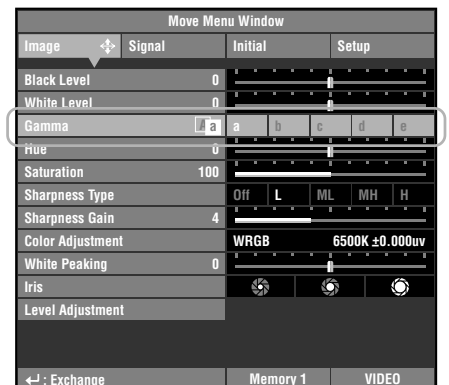 Move Menu Window
Image Signal Initial Setup
Black Level 0
White Level 0
Gamma Aa a b c d e
Hue 0
Saturation 100
Sharpness Type Off L ML MH H
Sharpness Gain 4
Color Adjustment WRGB 6500K ±0.000uv
White Peaking 0
Iris
Level Adjustment
↵ : Exchange Memory 1 VIDEO